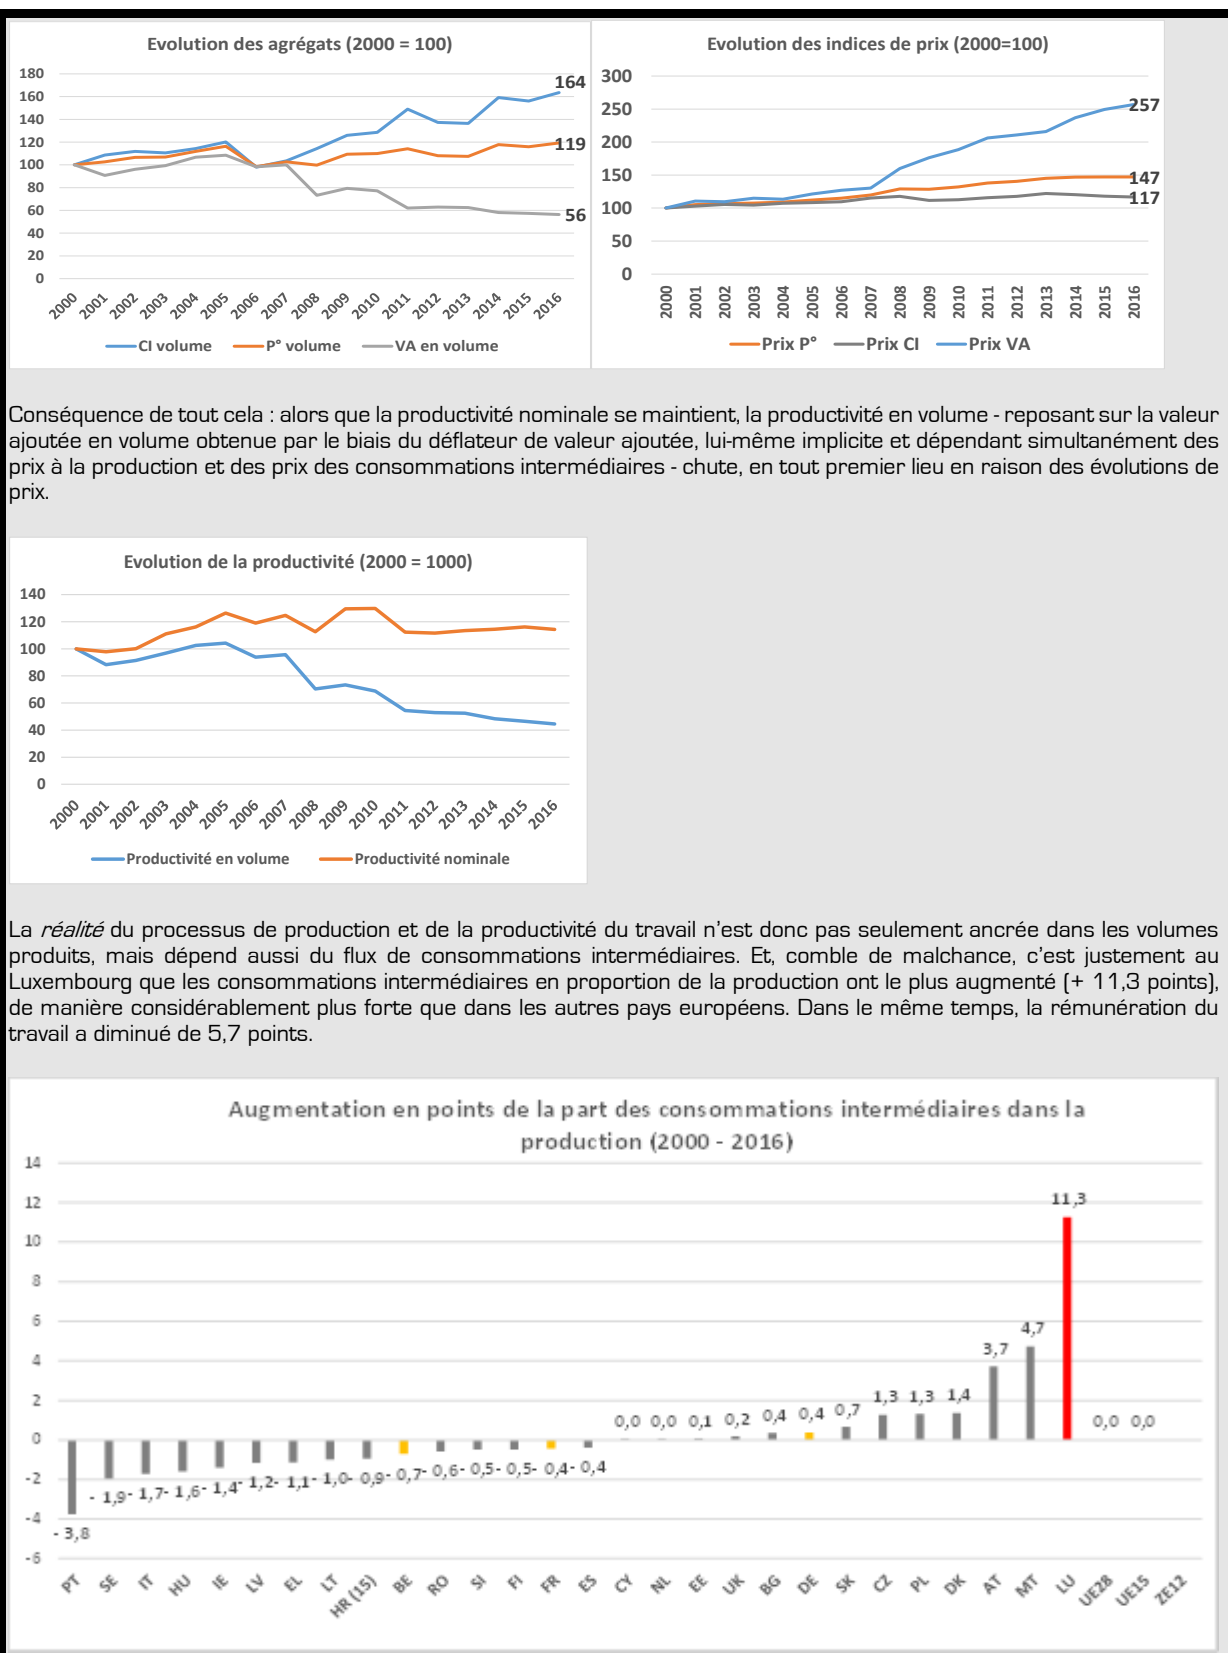 Evolution des agrégats (2000 = 100)
180
160
140
120
100
80
60
40
20
0
164
119
56
2000 2001 2002 2003 2004 2005 2006 2007 2008 2009 2010 2011 2012 2013 2014 2015 2016
CI volume P° volume VA en volume
Evolution des indices de prix (2000=100)
300
250
200
150
100
50
0
257
147
117
2000 2001 2002 2003 2004 2005 2006 2007 2008 2009 2010 2011 2012 2013 2014 2015 2016
Prix P° Prix CI Prix VA
Conséquence de tout cela : alors que la productivité nominale se maintient, la productivité en volume - reposant sur la valeur
ajoutée en volume obtenue par le biais du déflateur de valeur ajoutée, lui-même implicite et dépendant simultanément des
prix à la production et des prix des consommations intermédiaires - chute, en tout premier lieu en raison des évolutions de
prix.
Evolution de la productivité (2000 = 1000)
140
120
100
80
60
40
20
0
2000 2001 2002 2003 2004 2005 2006 2007 2008 2009 2010 2011 2012 2013 2014 2015 2016
Productivité en volume Productivité nominale
La réalité du processus de production et de la productivité du travail n'est donc pas seulement ancrée dans les volumes
produits, mais dépend aussi du flux de consommations intermédiaires. Et, comble de malchance, c'est justement au
Luxembourg que les consommations intermédiaires en proportion de la production ont le plus augmenté (+ 11,3 points),
de manière considérablement plus forte que dans les autres pays européens. Dans le même temps, la rémunération du
travail a diminué de 5,7 points.
Augmentation en points de la part des consommations intermédiaires dans la
production (2000 - 2016)
14
12
10
8
6
4
2
0
-2
-4
-6
- 3,8 - 1,9 - 1,7 - 1,6 - 1,4 - 1,2 - 1,1 - 1,0 - 0,9 - 0,7 - 0,6 - 0,5 - 0,5 - 0,4 - 0,4 0,0 0,0 0,1 0,2 0,4 0,4 0,7 1,3 1,3 1,4 3,7 4,7 11,3 0,0 0,0
PT SE IT HU IE LV EL LT HR (15) BE RO SI FI FR ES CY NL EE UK BG DE SK CZ PL DK AT MT LU UE28 UE15 ZE12